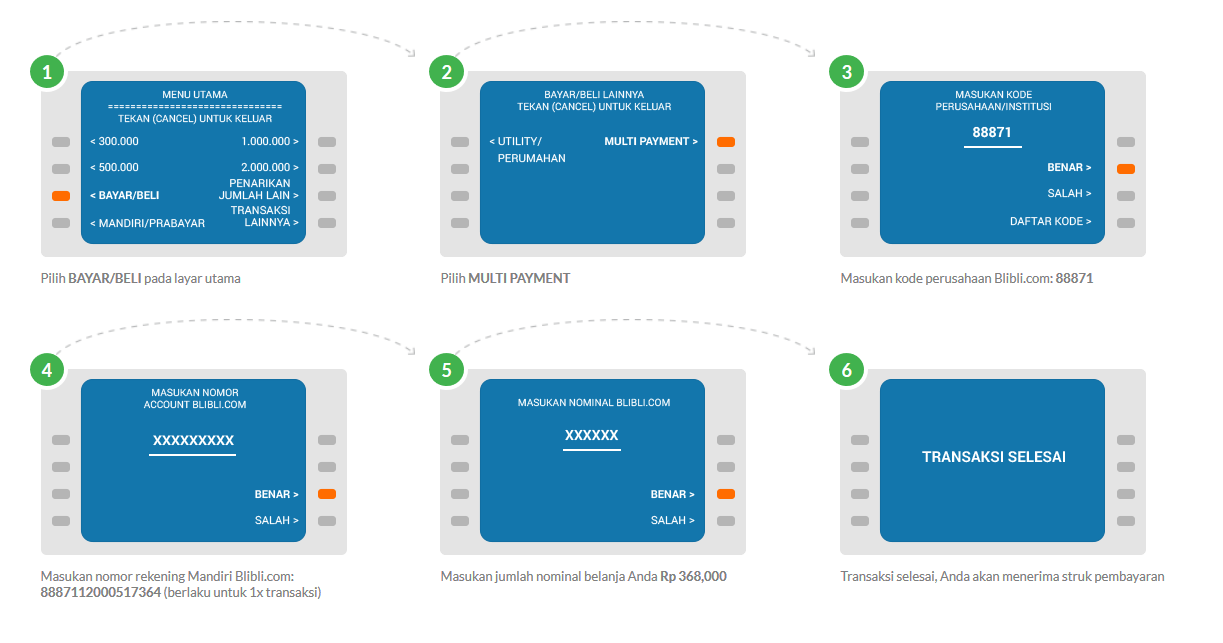 1
MENU UTAMA
==============================
TEKAN (CANCEL) UNTUK KELUAR
< 300.000
1.000.000 >
< 500.000
2.000.000 >
< BAYAR/BELI
PENARIKAN
JUMLAH LAIN >
< MANDIRI/PRABAYAR
TRANSAKSI
LAINNYA >
Pilih BAYAR/BELI pada layar utama
2
BAYAR/BELI LAINNYA
TEKAN (CANCEL) UNTUK KELUAR
< UTILITY/
PERUMAHAN
MULTI PAYMENT >
Pilih MULTI PAYMENT
3
MASUKAN KODE
PERUSAHAAN/INSTITUSI
88871
BENAR >
SALAH >
DAFTAR KODE >
Masukan kode perusahaan Blibli.com: 88871
4
MASUKAN NOMOR
ACCOUNT BLIBLI.COM
XXXXXXXXX
BENAR >
SALAH >
Masukan nomor rekening Mandiri Blibli.com:
8887112000517364 (berlaku untuk 1x transaksi)
5
MASUKAN NOMINAL BLIBLI.COM
XXXXXX
BENAR >
SALAH >
Masukan jumlah nominal belanja Anda Rp 368,000
6
TRANSAKSI SELESAI
Transaksi selesai, Anda akan menerima struk pembayaran